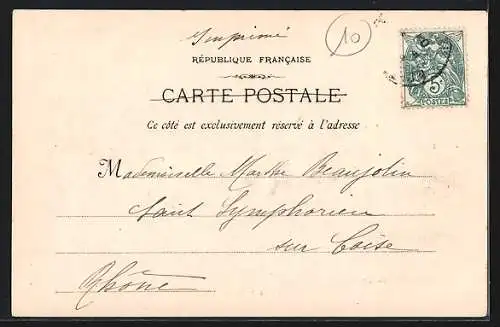 Imprimé
10
RÉPUBLIQUE FRANÇAISE
CARTE POSTALE
5
POSTES
Ce côté est exclusivement réservé à l'adresse
Mademoiselle Marthe Beaujolin
Saint Symphorien
sur Coise
Rhône